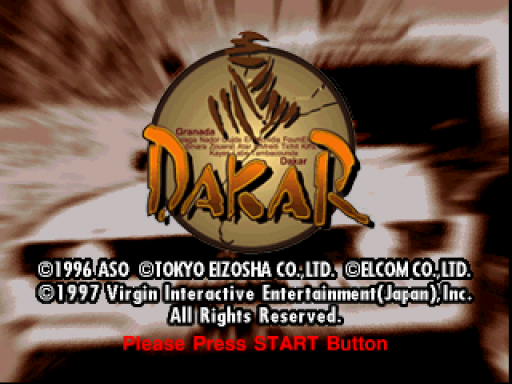 Granada
Dakar
DAKAR
©1996 ASO ©TOKYO EIZOSHA CO.,LTD. ©ELCOM CO.,LTD.
©1997 Virgin Interactive Entertainment(Japan),Inc.
All Rights Reserved.
Please Press START Button